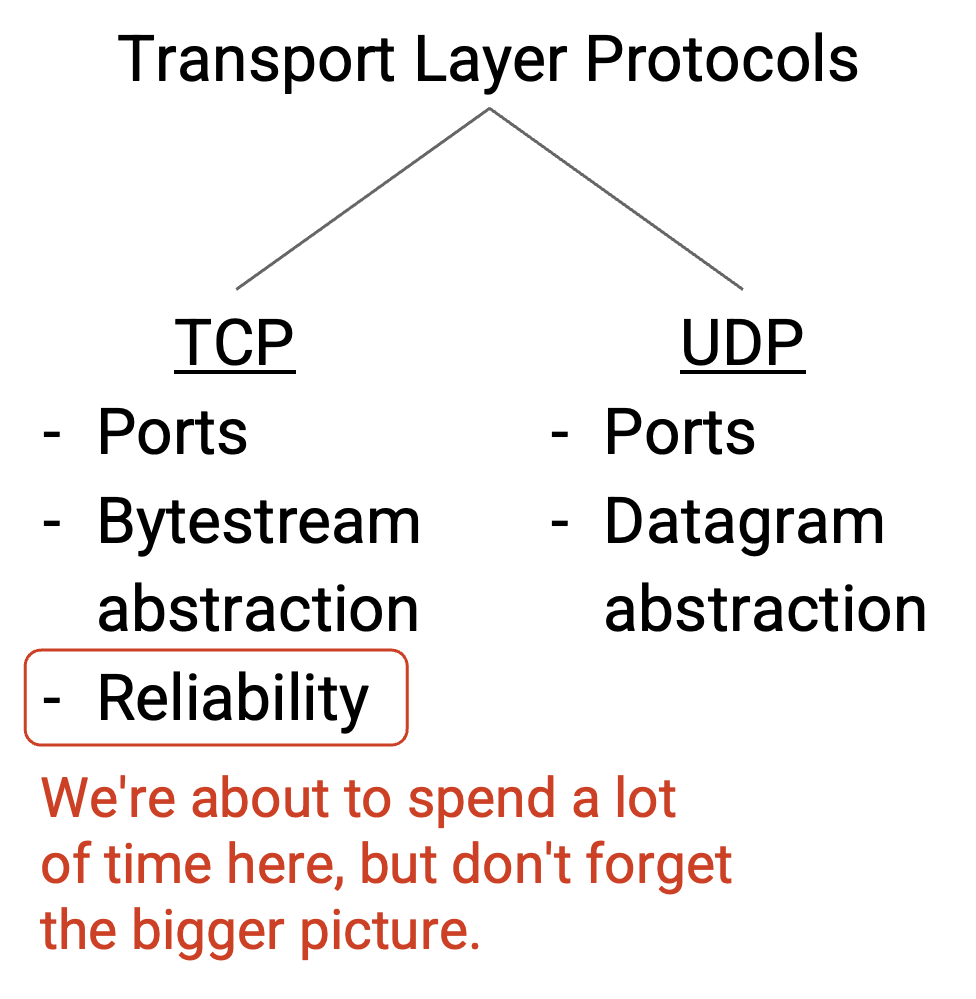 Transport Layer Protocols
TCP
- Ports
- Bytestream
abstraction
- Reliability
UDP
- Ports
- Datagram
abstraction
We're about to spend a lot
of time here, but don't forget
the bigger picture.